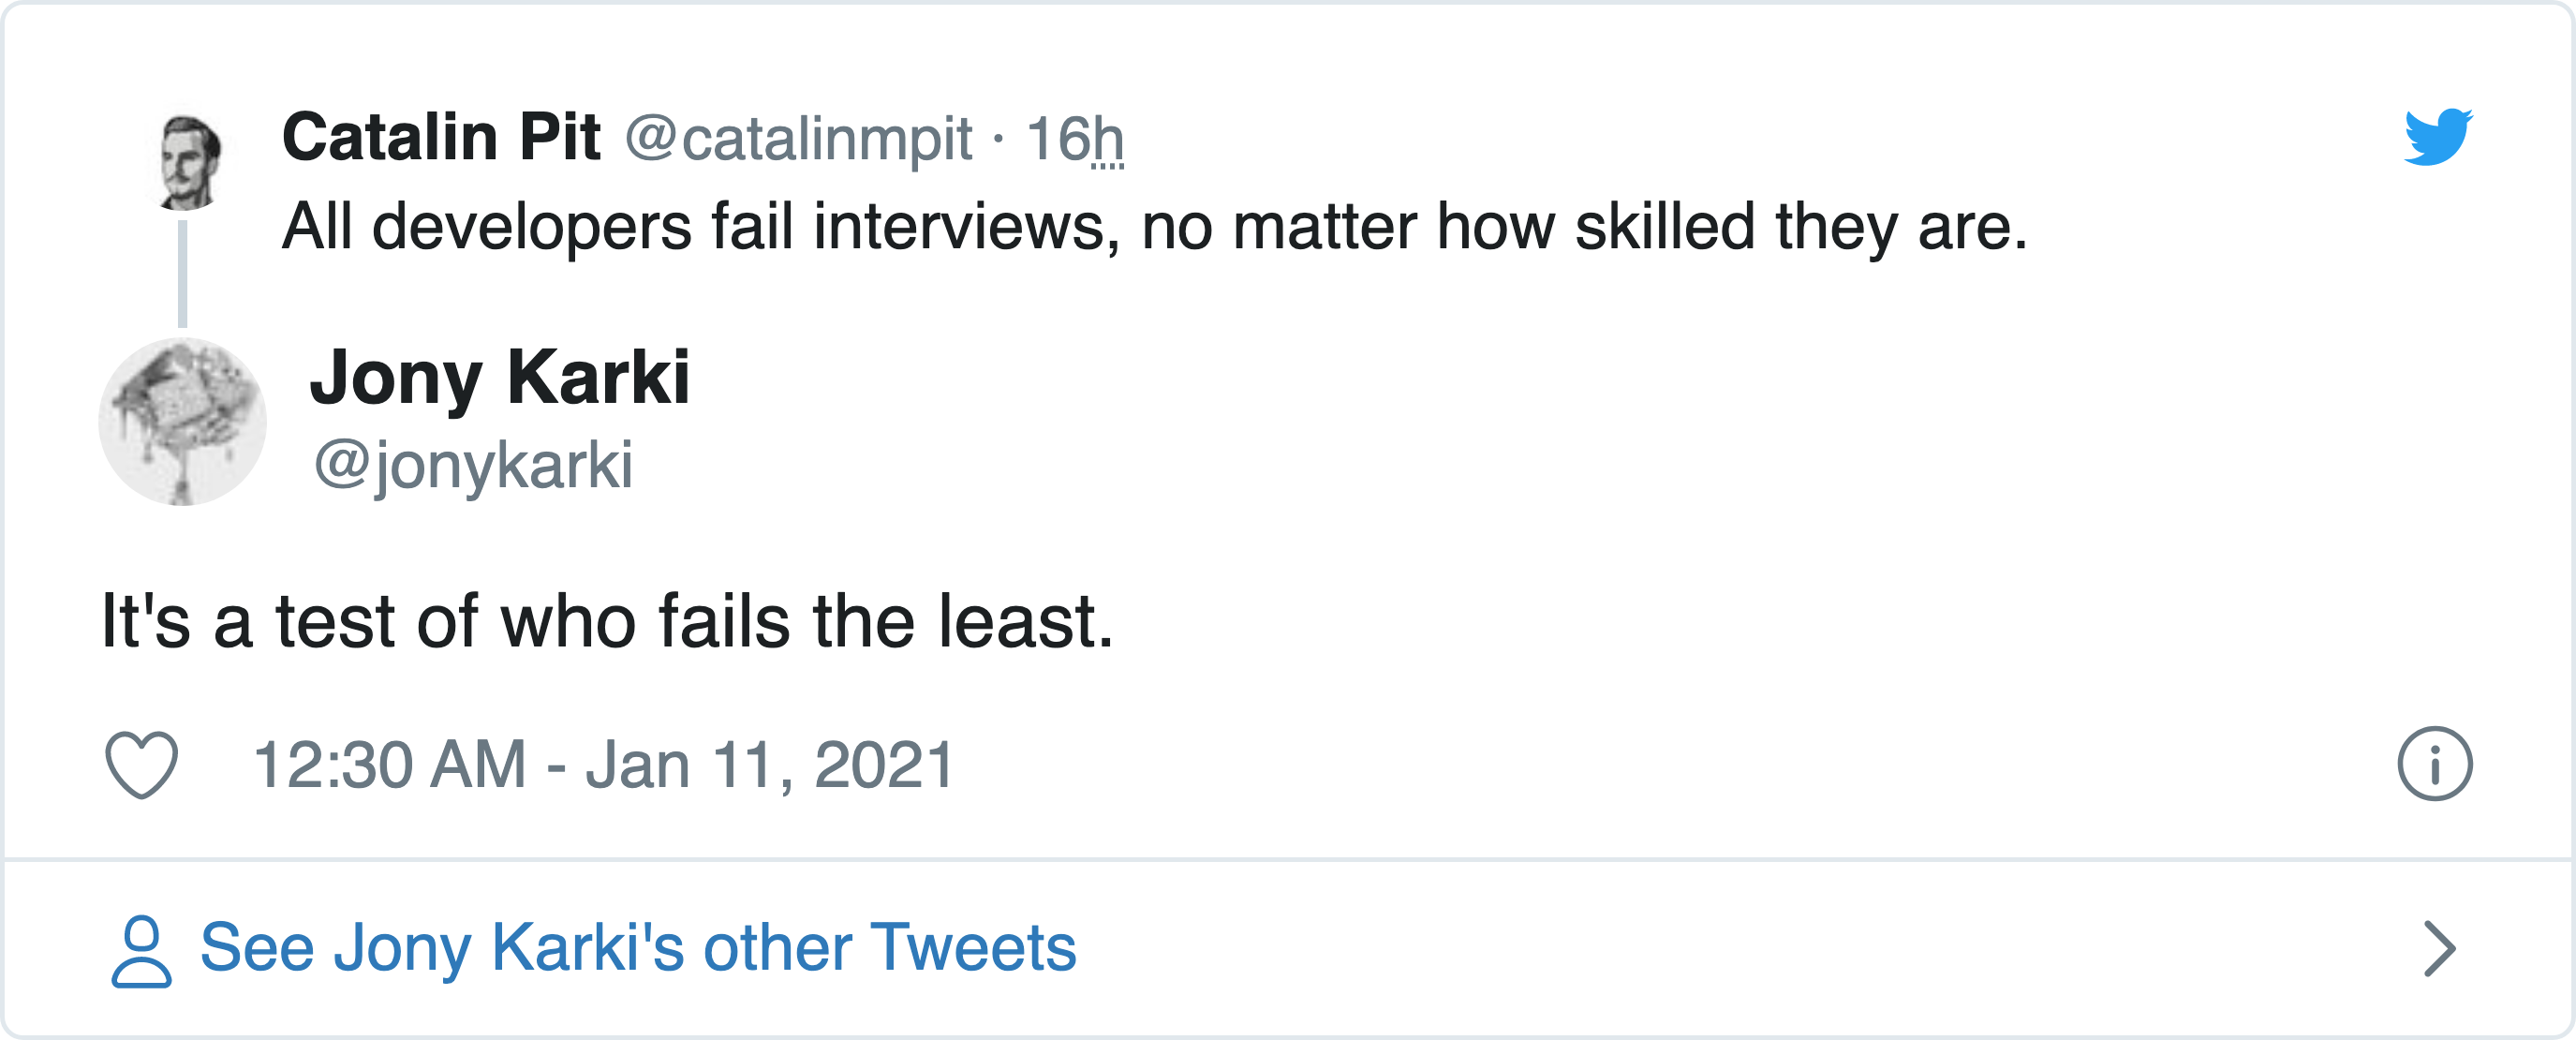 Catalin Pit @catalinmpit · 16h
All developers fail interviews, no matter how skilled they are.
Jony Karki
@jonykarki
It's a test of who fails the least.
12:30 AM - Jan 11, 2021
See Jony Karki's other Tweets